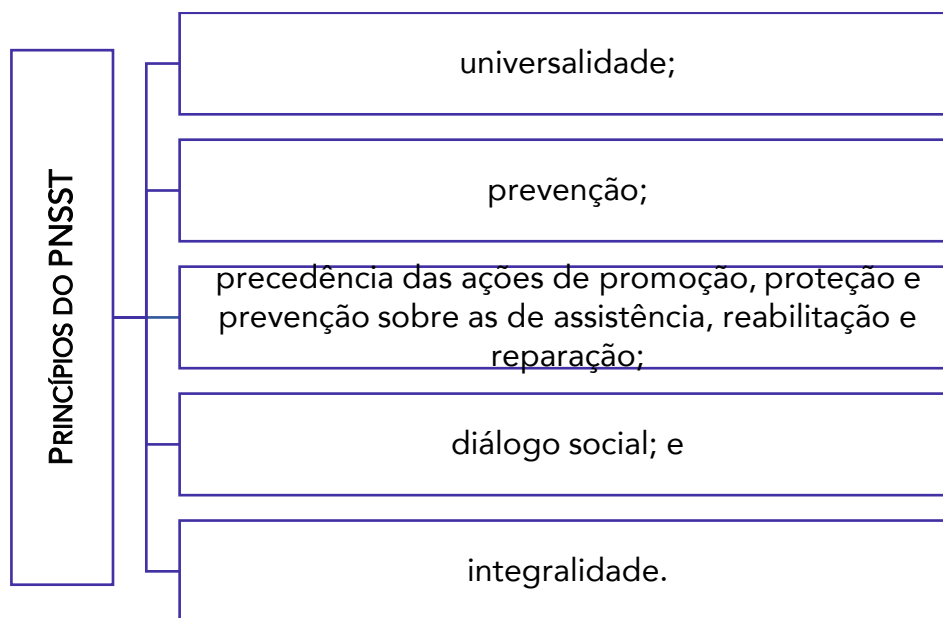 PRINCÍPIOS DO PNSST
universalidade;
prevenção;
precedência das ações de promoção, proteção e
prevenção sobre as de assistência, reabilitação e
reparação;
diálogo social; e
integralidade.